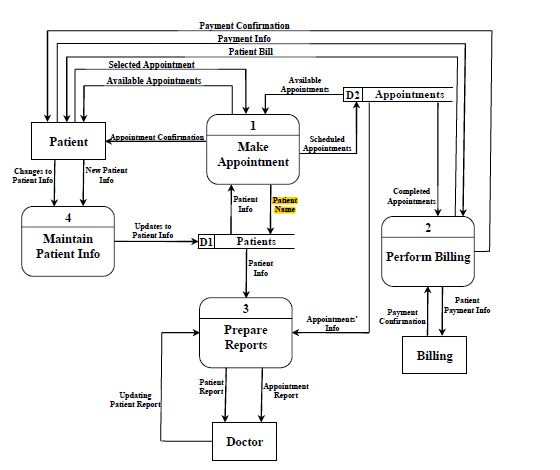 Payment Confirmation
Payment Info
Patient Bill
Selected Appointment
Available Appointments
Available
Appointments
D2 Appointments
1
Make
Appointment
Patient
Appointment Confirmation
Scheduled
Appointments
Changes to
Patient Info
New Patient
Info
Patient
Info
Patient
Name
Completed
Appointments
4
Maintain
Patient Info
Updates to
Patient Info
D1 Patients
2
Perform Billing
Patient
Info
3
Prepare
Reports
Appointments'
Info
Payment
Confirmation
Patient
Payment Info
Billing
Updating
Patient Report
Patient
Report
Appointment
Report
Doctor